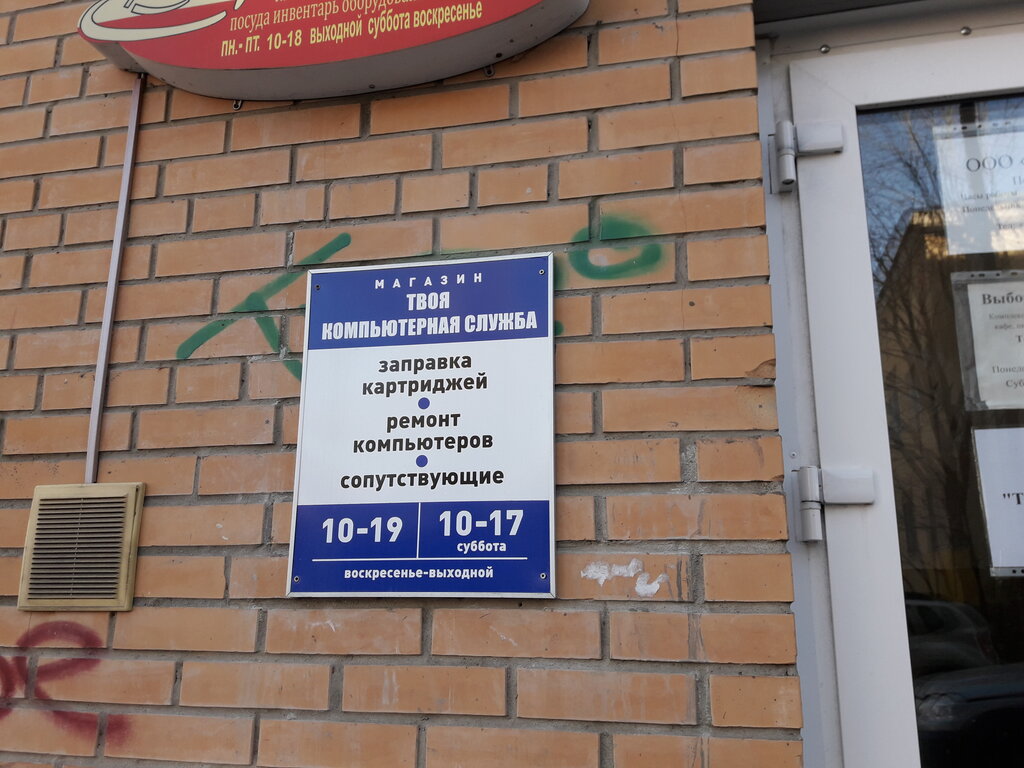 посуда инвентарь
пн.- пт. 10-18 выходной суббота воскресенье
МАГАЗИН
ТВОЯ
КОМПЬЮТЕРНАЯ СЛУЖБА
заправка
картриджей
ремонт
компьютеров
сопутствующие
10-19
10-17
суббота
воскресенье-выходной
ООО